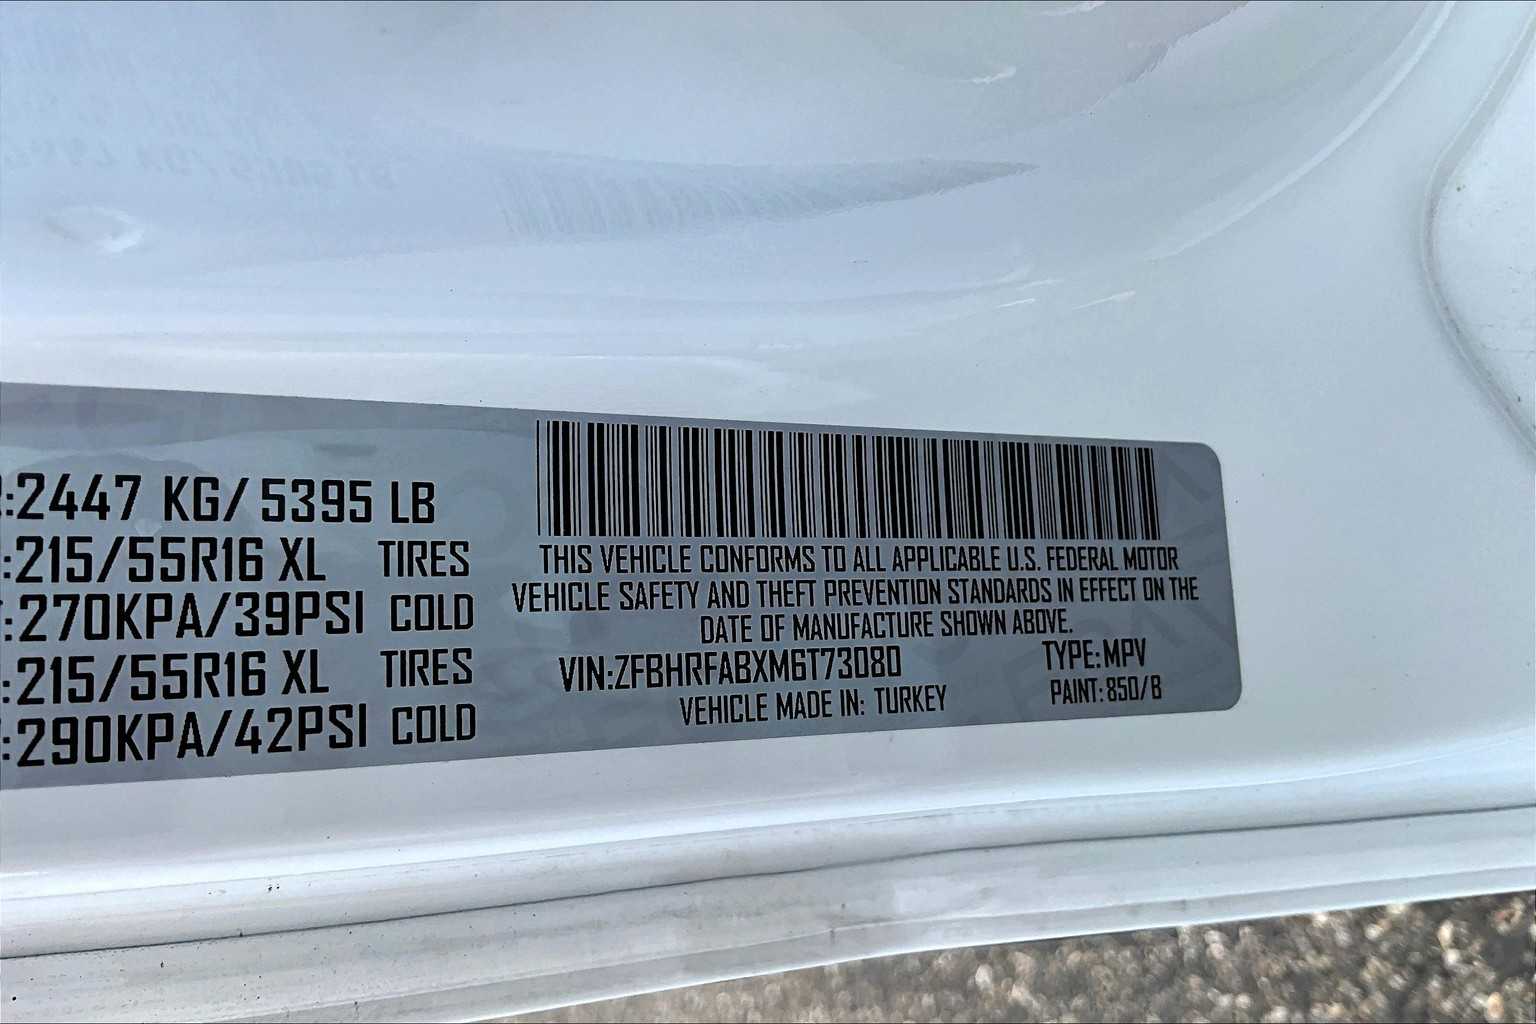 :2447 KG/ 5395 LB
:215/55R16 XL TIRES
:270KPA/39PSI COLD
:215/55R16 XL TIRES
:290KPA/42PSI COLD
THIS VEHICLE CONFORMS TO ALL APPLICABLE U.S. FEDERAL MOTOR
VEHICLE SAFETY AND THEFT PREVENTION STANDARDS IN EFFECT ON THE
DATE OF MANUFACTURE SHOWN ABOVE.
VIN:ZFBHRFABXM6T73080
TYPE:MPV
VEHICLE MADE IN: TURKEY
PAINT:850/B